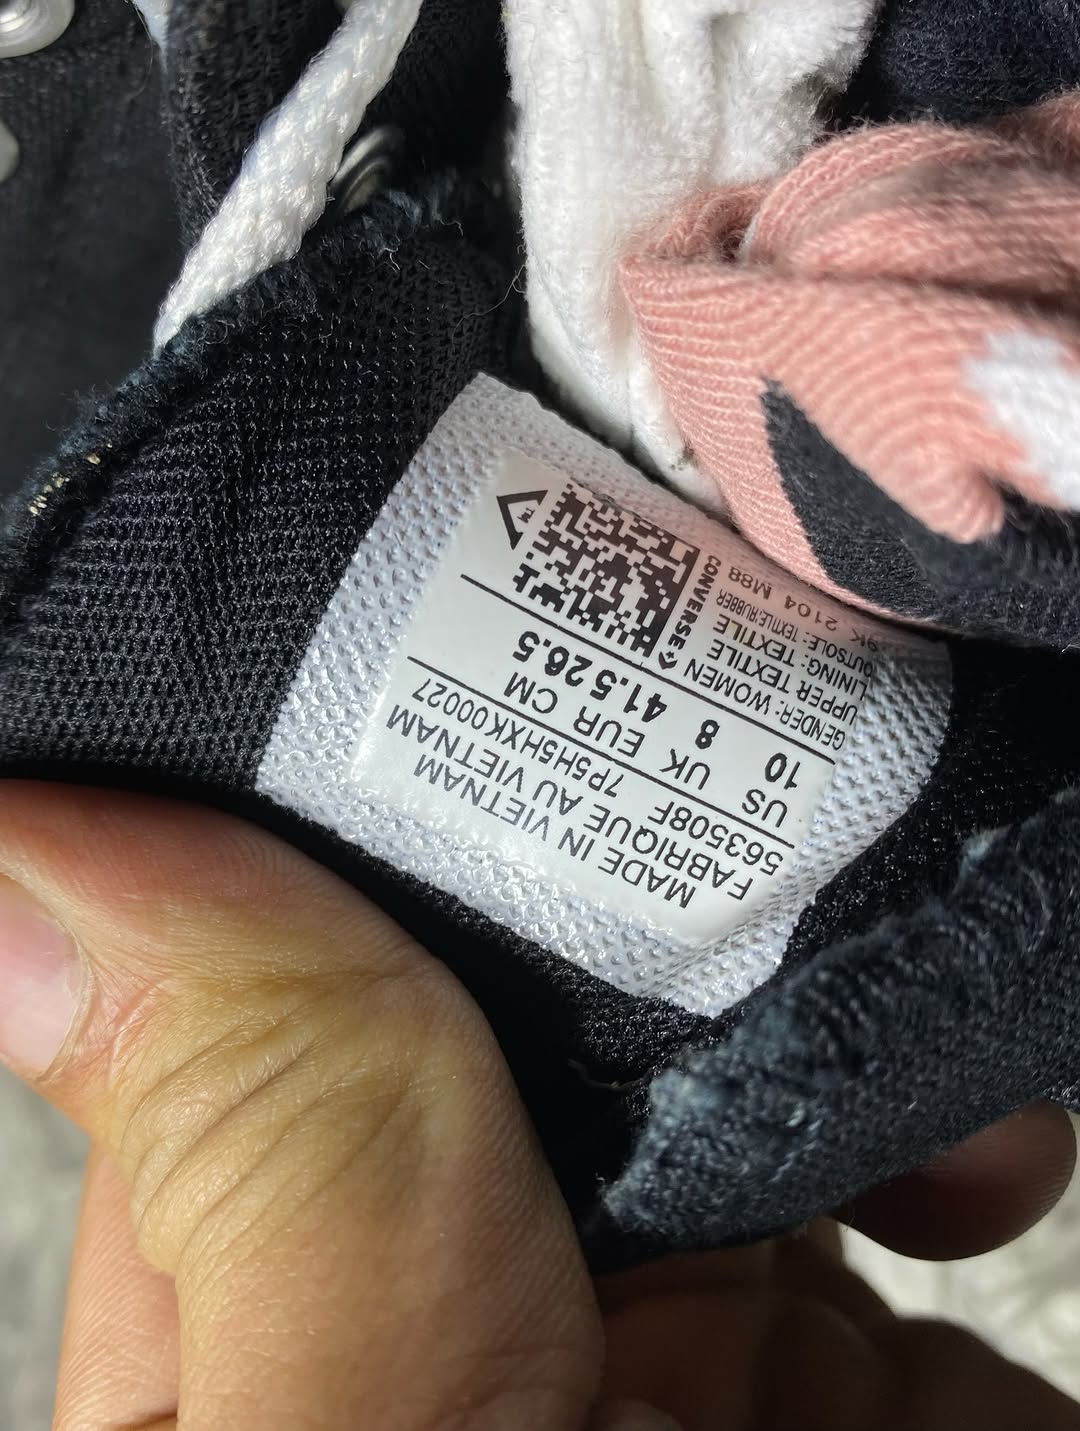 MADE IN VIETNAM
FABRIQUE AU VIETNAM
563508F 7P5H5HXK00027
US UK EUR CM
10 8 41.5 26.5
GENDER: WOMEN
UPPER TEXTILE
LINING: TEXTILE
OUTSOLE: TEXTILE/RUBBER
2104 M88
CONVERSE